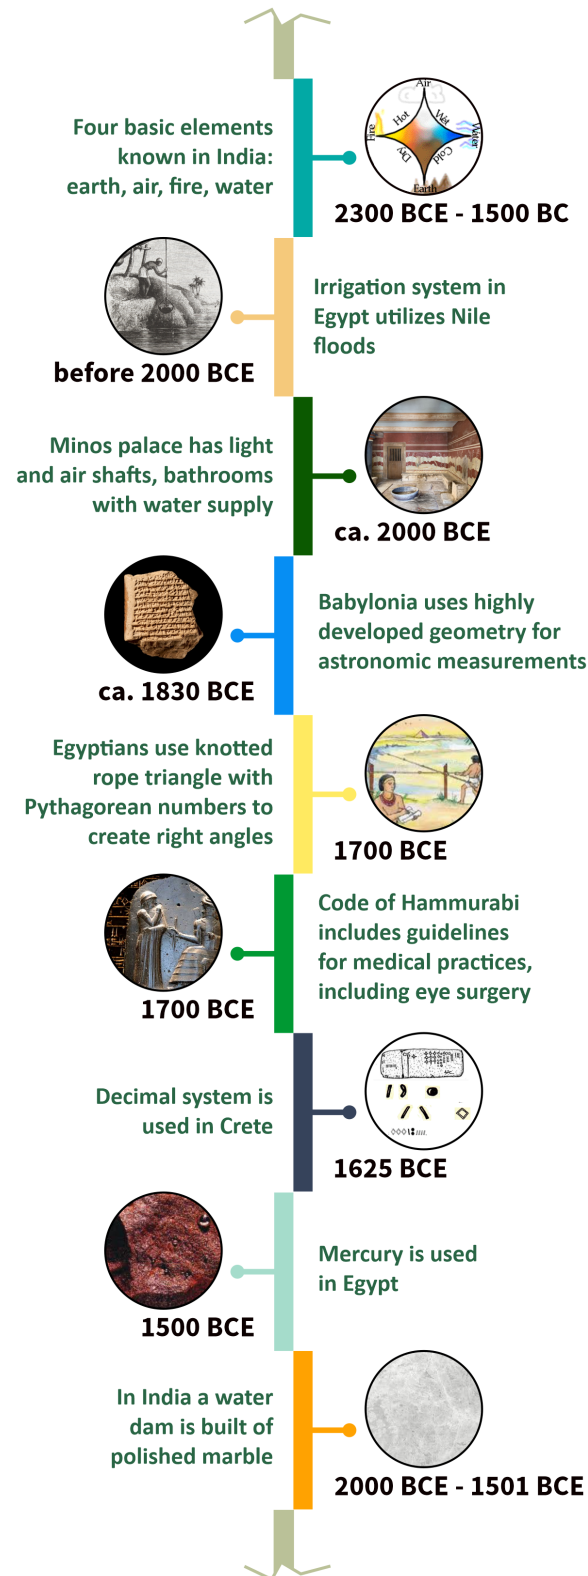 Four basic elements
known in India:
earth, air, fire, water
Air
Hot
Wet
Fire
Water
Dry
Cold
Earth
2300 BCE - 1500 BC
before 2000 BCE
Irrigation system in
Egypt utilizes Nile
floods
Minos palace has light
and air shafts, bathrooms
with water supply
ca. 2000 BCE
ca. 1830 BCE
Babylonia uses highly
developed geometry for
astronomic measurements
Egyptians use knotted
rope triangle with
Pythagorean numbers to
create right angles
1700 BCE
1700 BCE
Code of Hammurabi
includes guidelines
for medical practices,
including eye surgery
Decimal system is
used in Crete
1625 BCE
1500 BCE
Mercury is used
in Egypt
In India a water
dam is built of
polished marble
2000 BCE - 1501 BCE